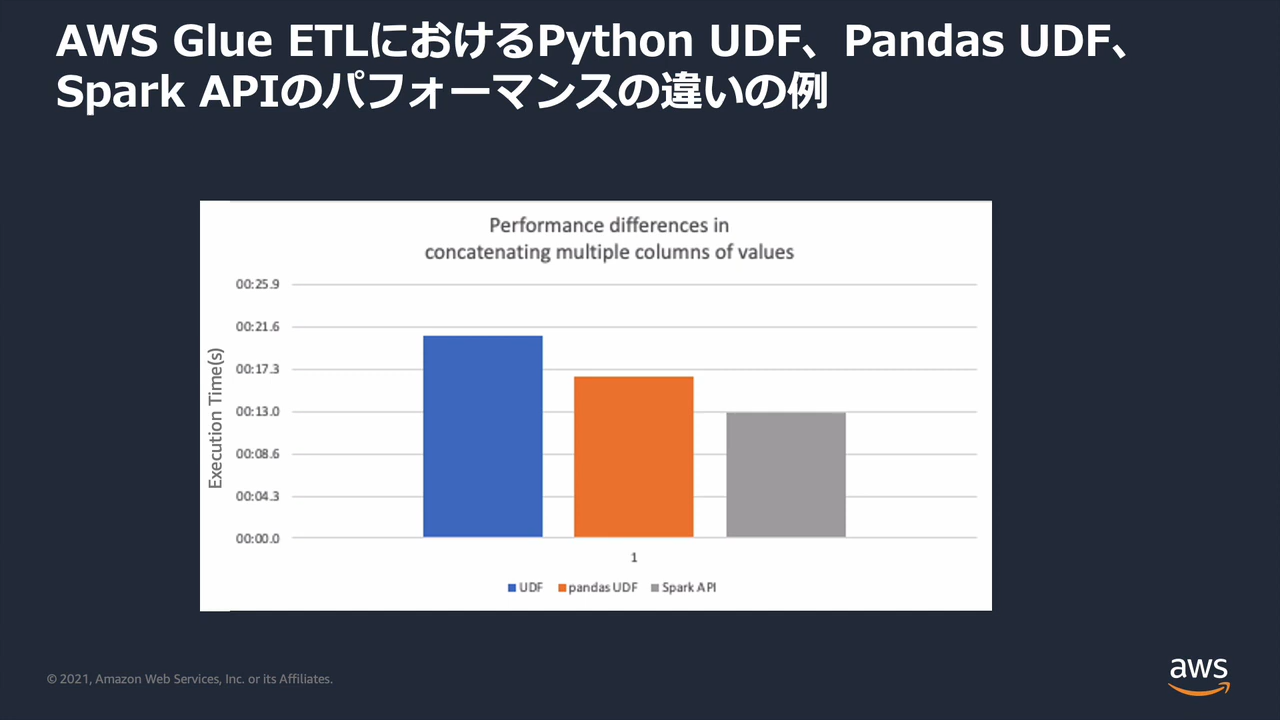 AWS Glue ETLにおけるPython UDF、Pandas UDF、
Spark APIのパフォーマンスの違いの例
Performance differences in
concatenating multiple columns of values
Execution Time(s)
00:25.9
00:21.6
00:17.3
00:13.0
00:08.6
00:04.3
00:00.0
1
UDF pandas UDF Spark API
© 2021, Amazon Web Services, Inc. or its Affiliates.
aws